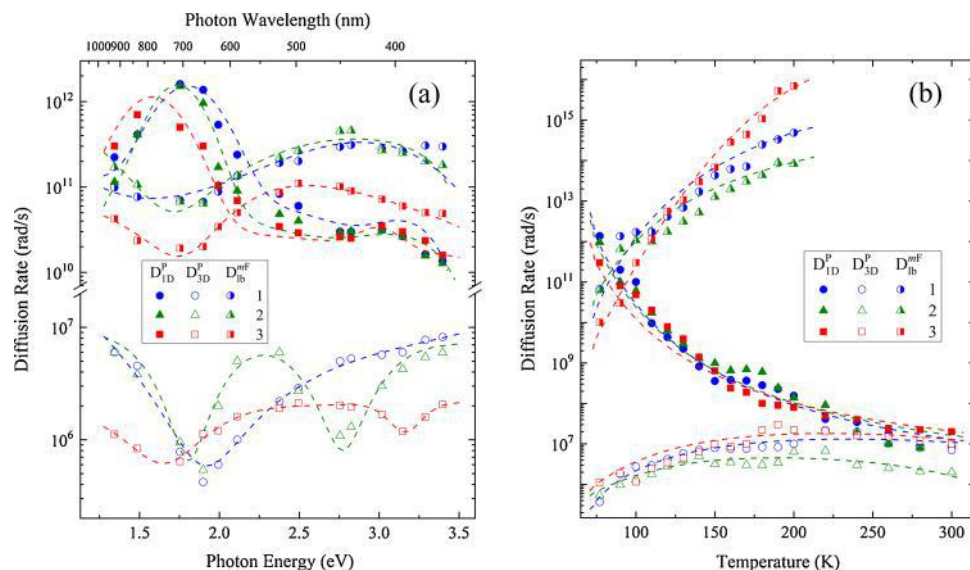 Photon Wavelength (nm)
1000 900 800 700 600 500 400
(a)
Diffusion Rate (rad/s)
10^12
10^11
10^10
10^7
10^6
D^P_1D D^P_3D D^mF_lb
1
2
3
1.5 2.0 2.5 3.0 3.5
Photon Energy (eV)
(b)
Diffusion Rate (rad/s)
10^15
10^13
10^11
10^9
10^7
D^P_1D D^P_3D D^mF_lb
1
2
3
100 150 200 250 300
Temperature (K)